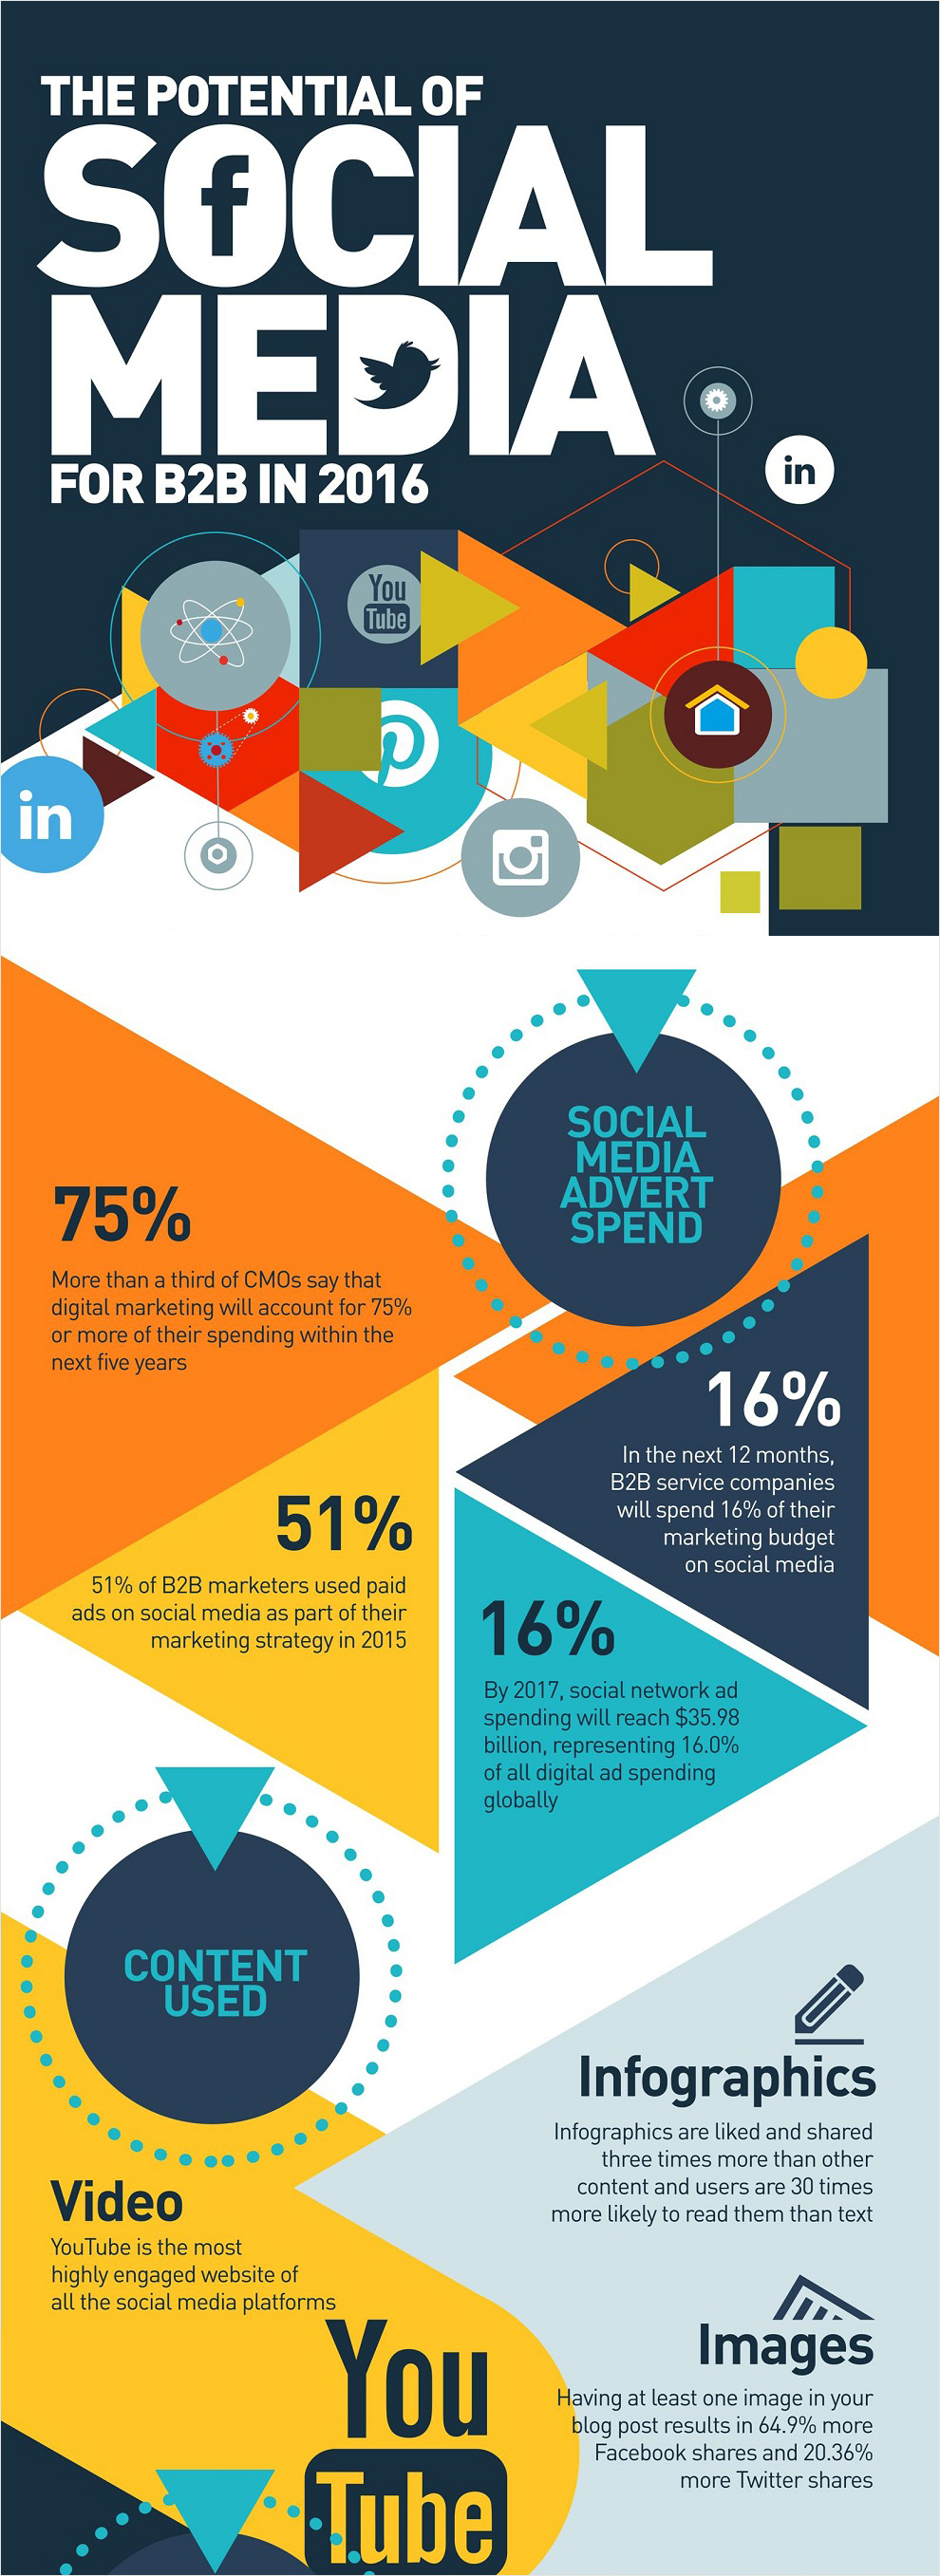 THE POTENTIAL OF
SOCIAL
MEDIA
FOR B2B IN 2016
in
You
Tube
in
SOCIAL
MEDIA
ADVERT
SPEND
75%
More than a third of CMOs say that
digital marketing will account for 75%
or more of their spending within the
next five years
16%
In the next 12 months,
B2B service companies
will spend 16% of their
marketing budget
on social media
51%
51% of B2B marketers used paid
ads on social media as part of their
marketing strategy in 2015
16%
By 2017, social network ad
spending will reach $35.98
billion, representing 16.0%
of all digital ad spending
globally
CONTENT
USED
Infographics
Infographics are liked and shared
three times more than other
content and users are 30 times
more likely to read them than text
Video
YouTube is the most
highly engaged website of
all the social media platforms
You
Tube
Images
Having at least one image in your
blog post results in 64.9% more
Facebook shares and 20.36%
more Twitter shares